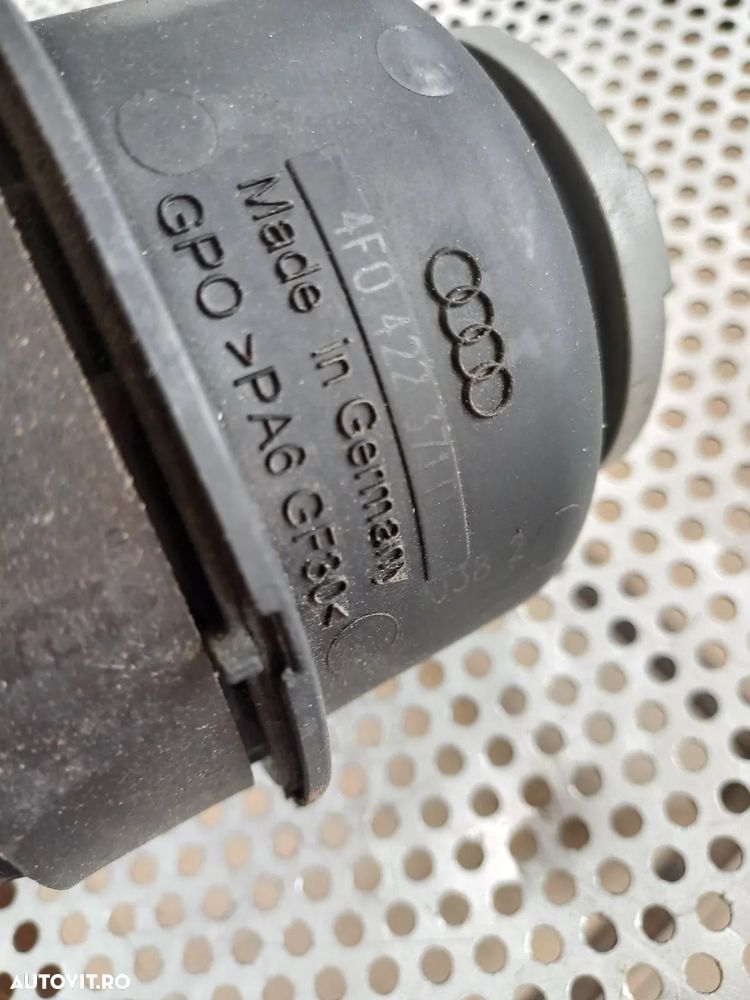 4F0 422 371
Made in Germany
GPO >PA6 GF30<
AUTOVIT.RO